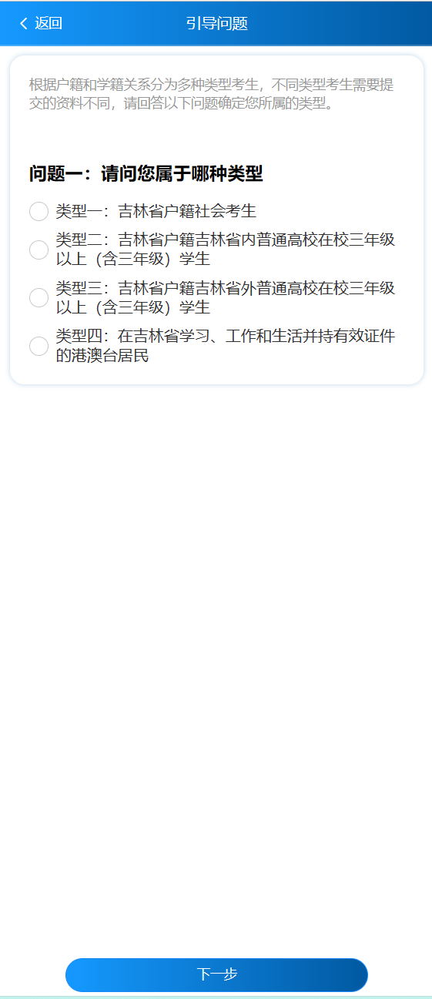 返回
引导问题
根据户籍和学籍关系分为多种类型考生，不同类型考生需要提
交的资料不同，请回答以下问题确定您所属的类型。
问题一：请问您属于哪种类型
类型一：吉林省户籍社会考生
类型二：吉林省户籍吉林省内普通高校在校三年级
以上（含三年级）学生
类型三：吉林省户籍吉林省外普通高校在校三年级
以上（含三年级）学生
类型四：在吉林省学习、工作和生活并持有效证件
的港澳台居民
下一步